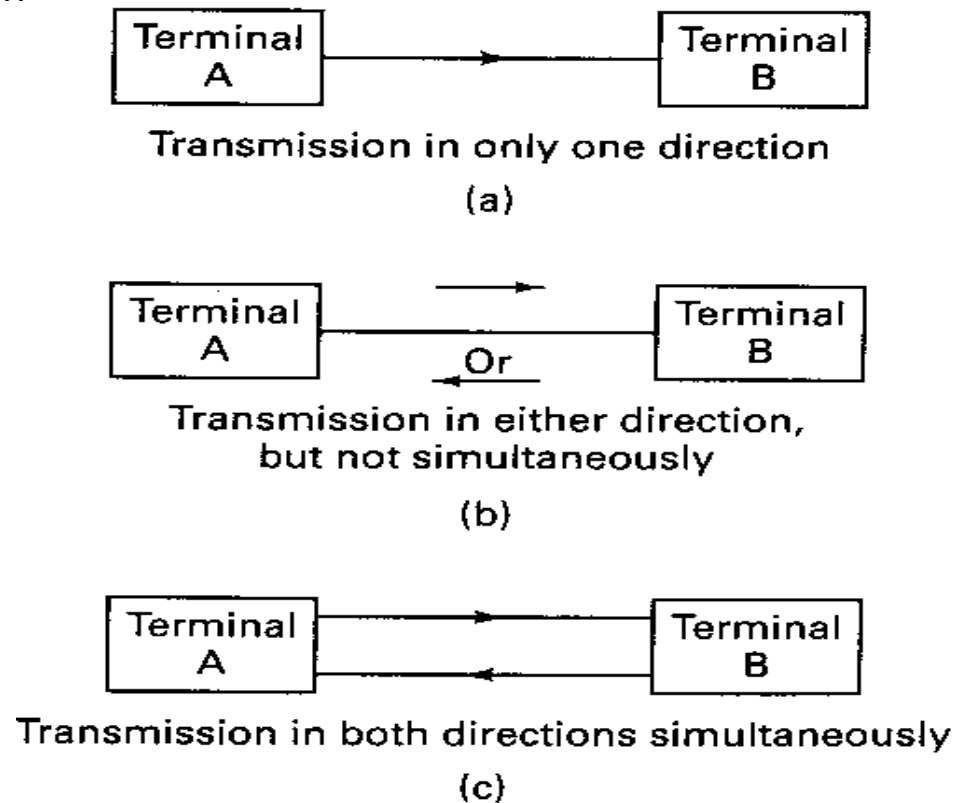 Terminal
A
Terminal
B
Transmission in only one direction
(a)
Terminal
A
Or
Terminal
B
Transmission in either direction,
but not simultaneously
(b)
Terminal
A
Terminal
B
Transmission in both directions simultaneously
(c)